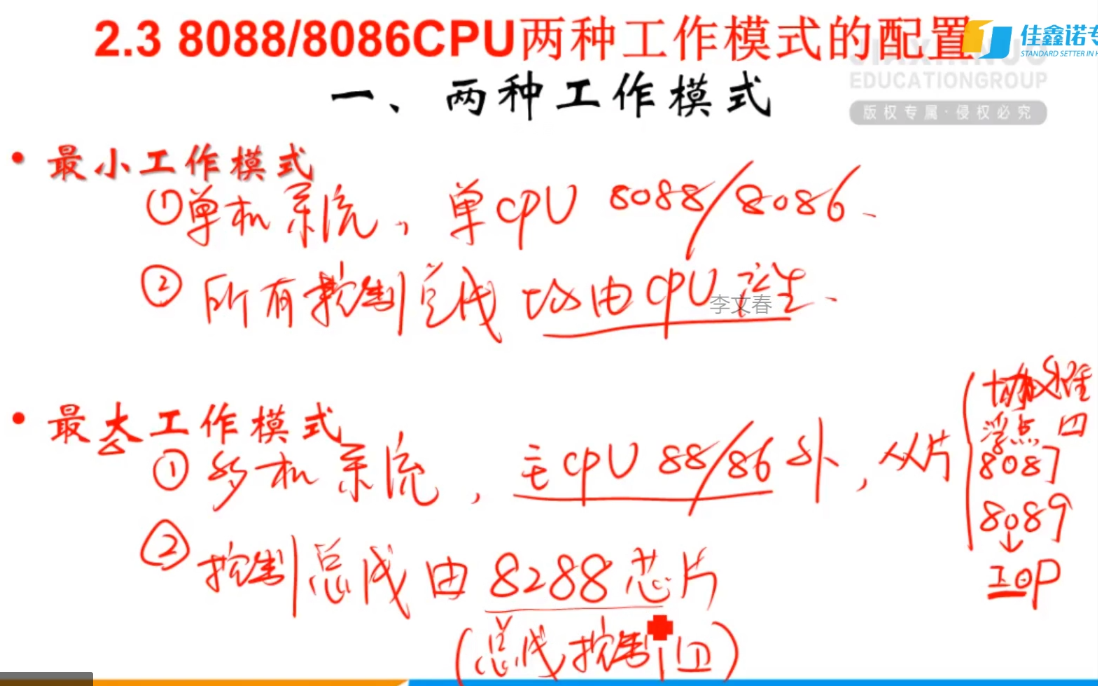 2.3 8088/8086CPU两种工作模式的配置
佳鑫诺专
STANDARD SETTER IN H
JIAXINNUO
EDUCATIONGROUP
版权专属·侵权必究
一、两种工作模式
• 最小工作模式
①单机系统，单CPU 8088/8086、
② 所有控制总线均由CPU产生、
李文春
• 最大工作模式
① 多机系统，主CPU 88/86外，从片
浮点
8087
8089
↓
IOP
② 控制总线由8288芯片
(总线控制